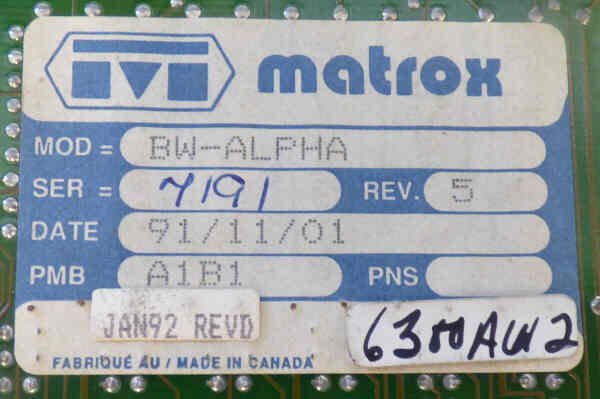 matrox
MOD = BW-ALPHA
SER = 7191 REV. 5
DATE 91/11/01
PMB A1B1 PNS
JAN92 REVD
FABRIQUÉ AU / MADE IN CANADA